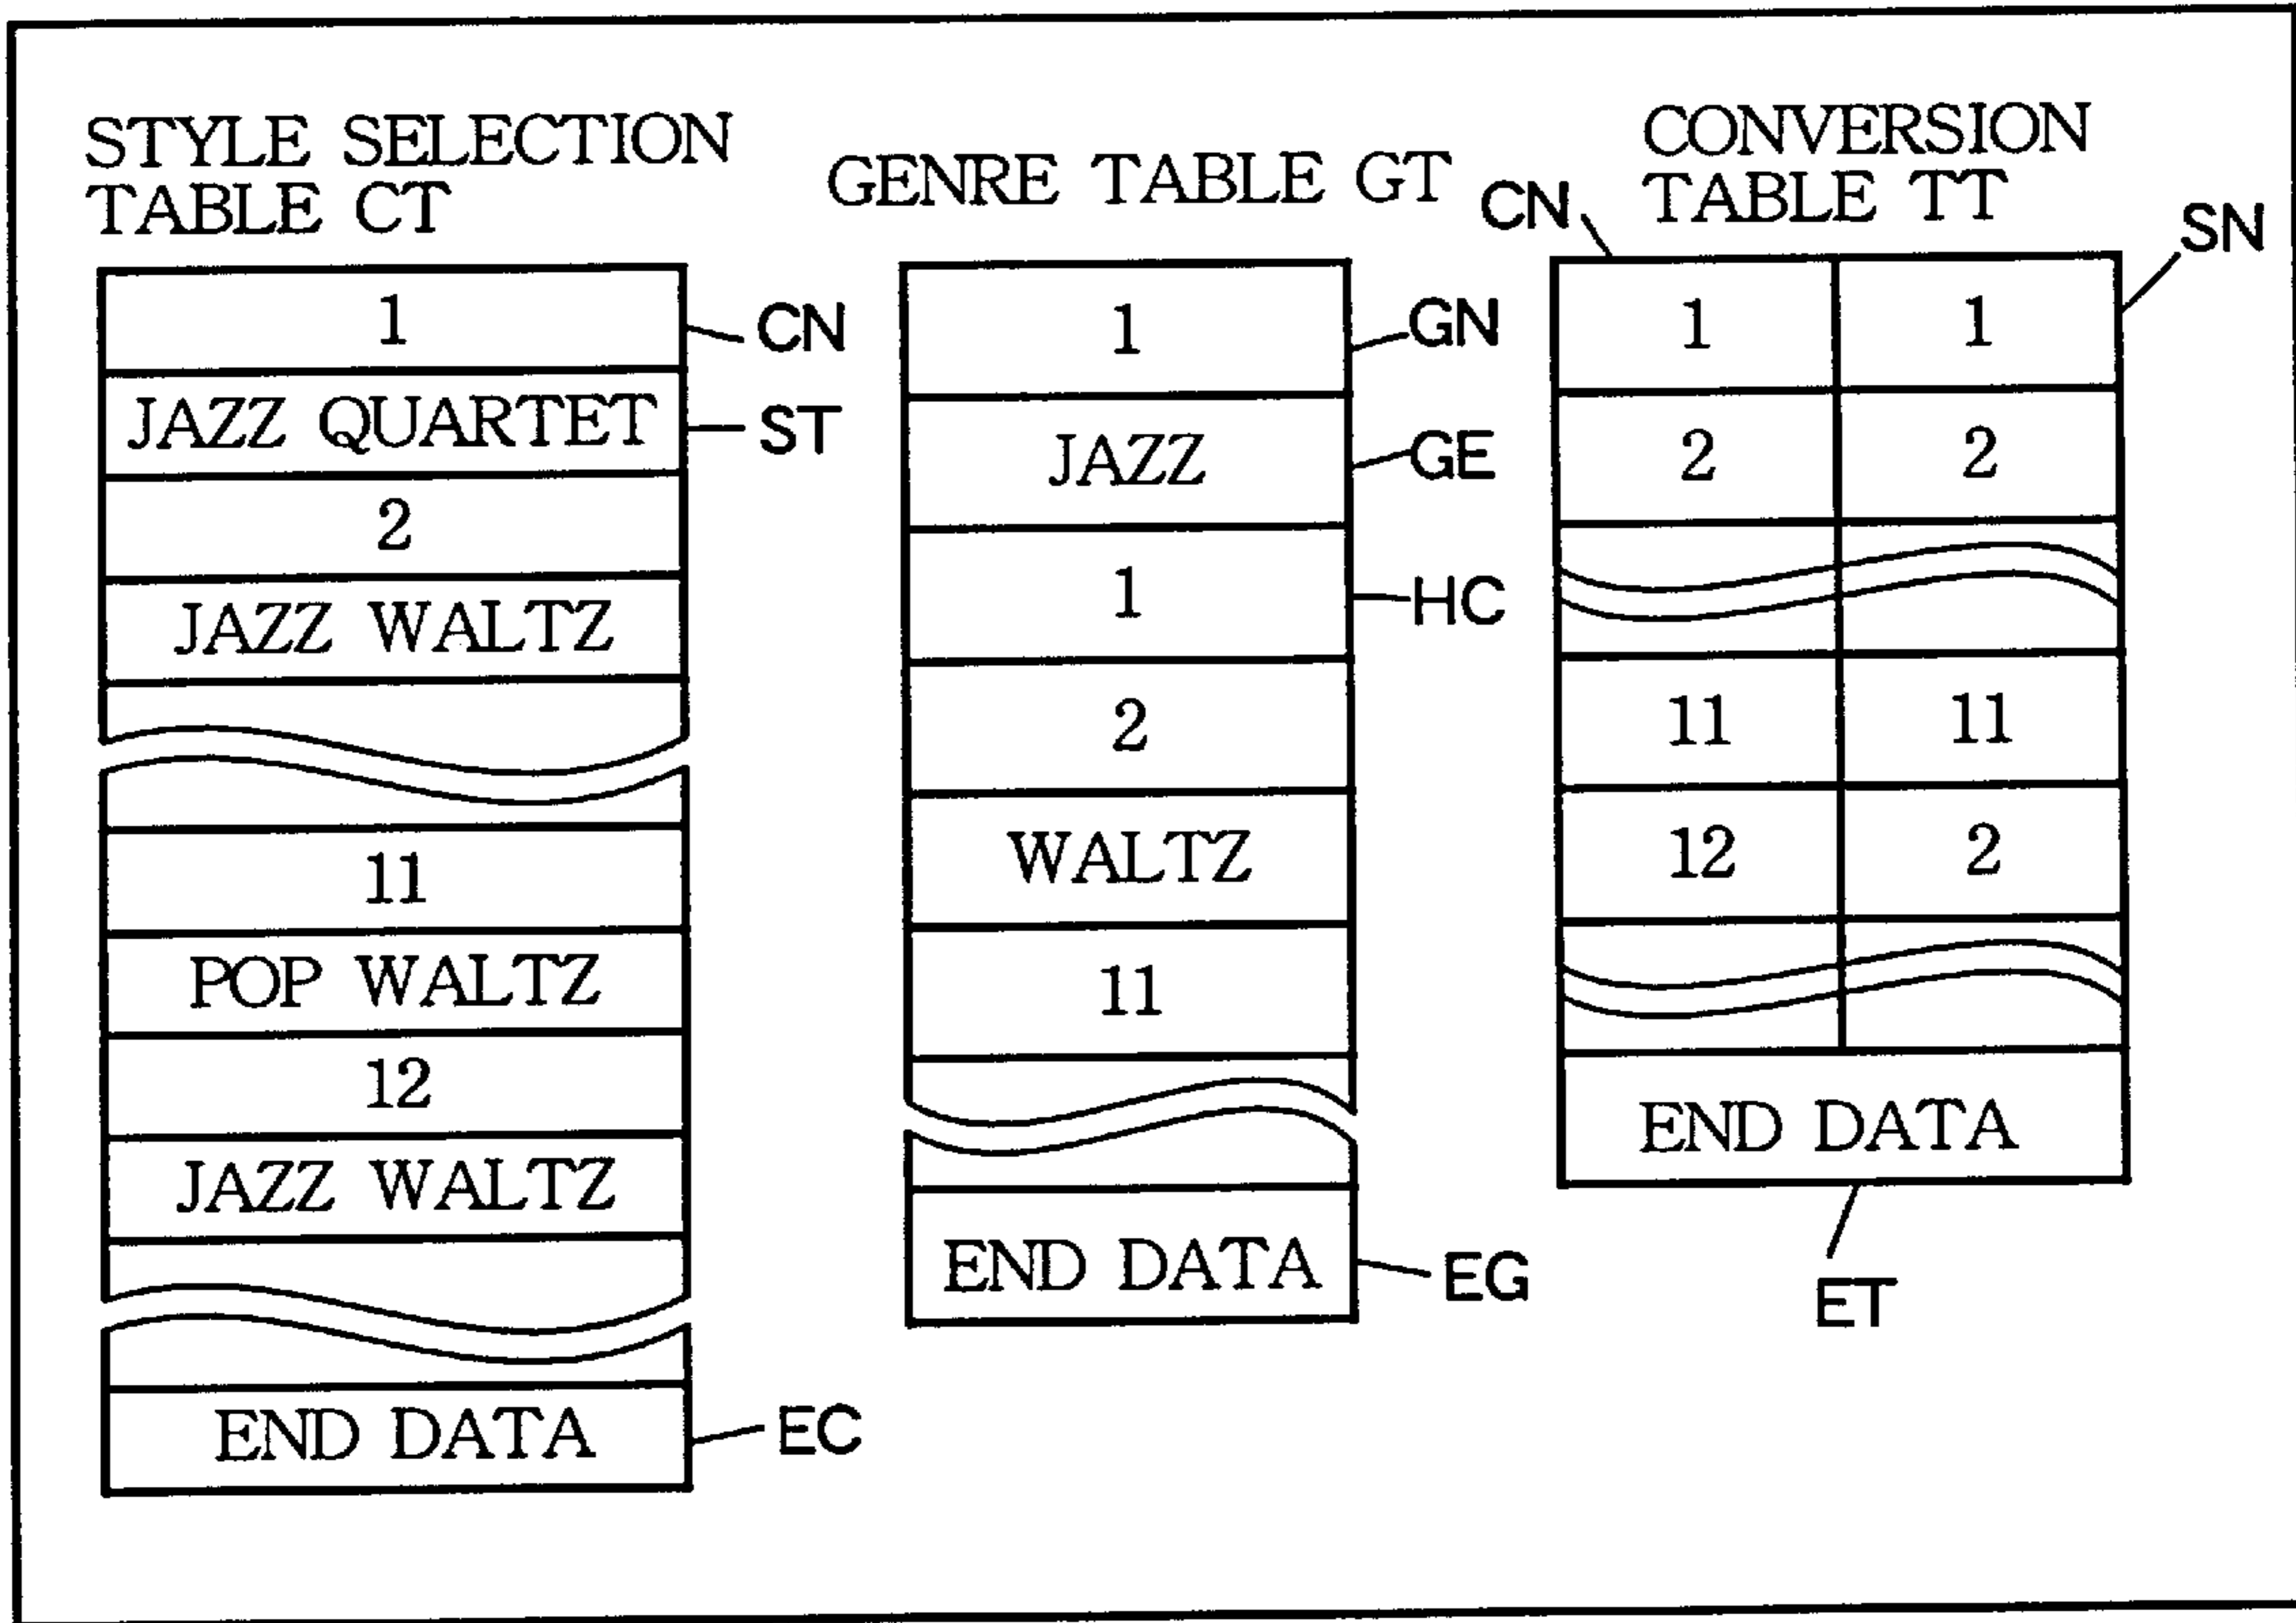 STYLE SELECTION
TABLE CT
1
CN
JAZZ QUARTET
ST
2
JAZZ WALTZ
11
POP WALTZ
12
JAZZ WALTZ
END DATA
EC
GENRE TABLE GT
1
GN
JAZZ
GE
1
HC
2
WALTZ
11
END DATA
EG
CONVERSION
TABLE TT
CN
SN
1 1
2 2
11 11
12 2
END DATA
ET